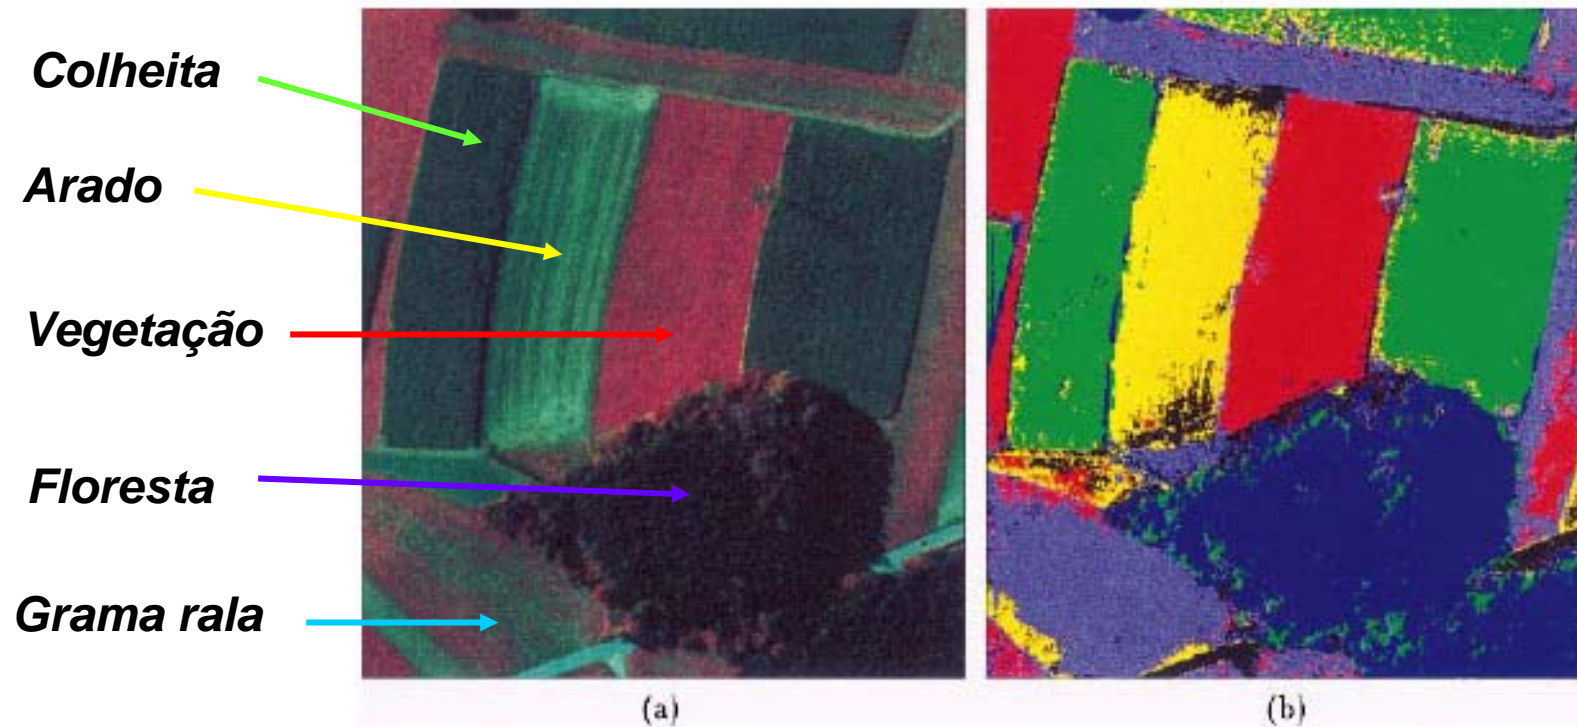 Colheita
Arado
Vegetação
Floresta
Grama rala
(a)
(b)